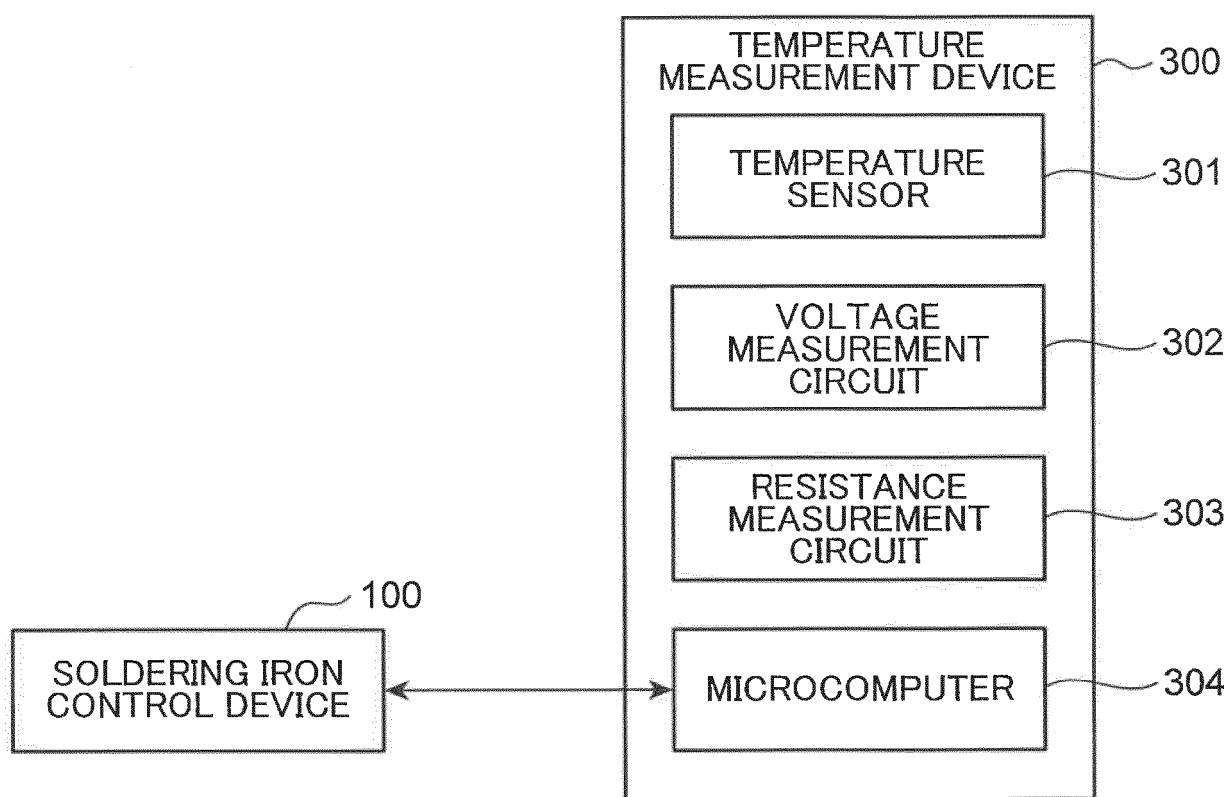 TEMPERATURE
MEASUREMENT DEVICE
300
TEMPERATURE
SENSOR
301
VOLTAGE
MEASUREMENT
CIRCUIT
302
RESISTANCE
MEASUREMENT
CIRCUIT
303
100
SOLDERING IRON
CONTROL DEVICE
MICROCOMPUTER
304